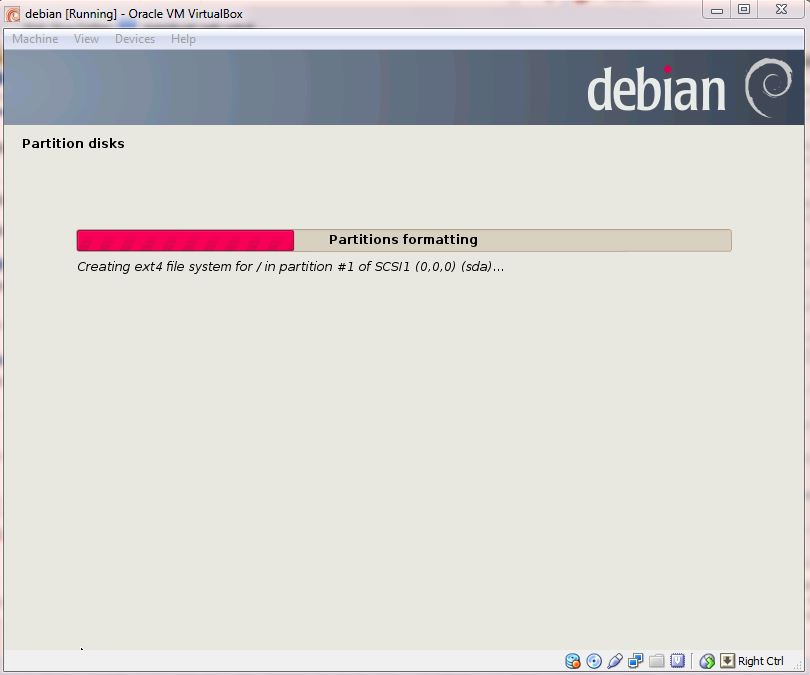 debian [Running] - Oracle VM VirtualBox
Machine View Devices Help
debian
Partition disks
Partitions formatting
Creating ext4 file system for / in partition #1 of SCSI1 (0,0,0) (sda)...
Right Ctrl